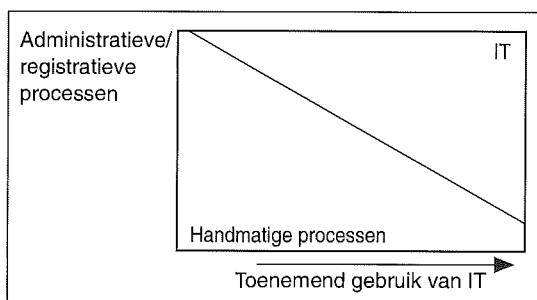 Administratieve/
registratieve
processen
IT
Handmatige processen
Toenemend gebruik van IT